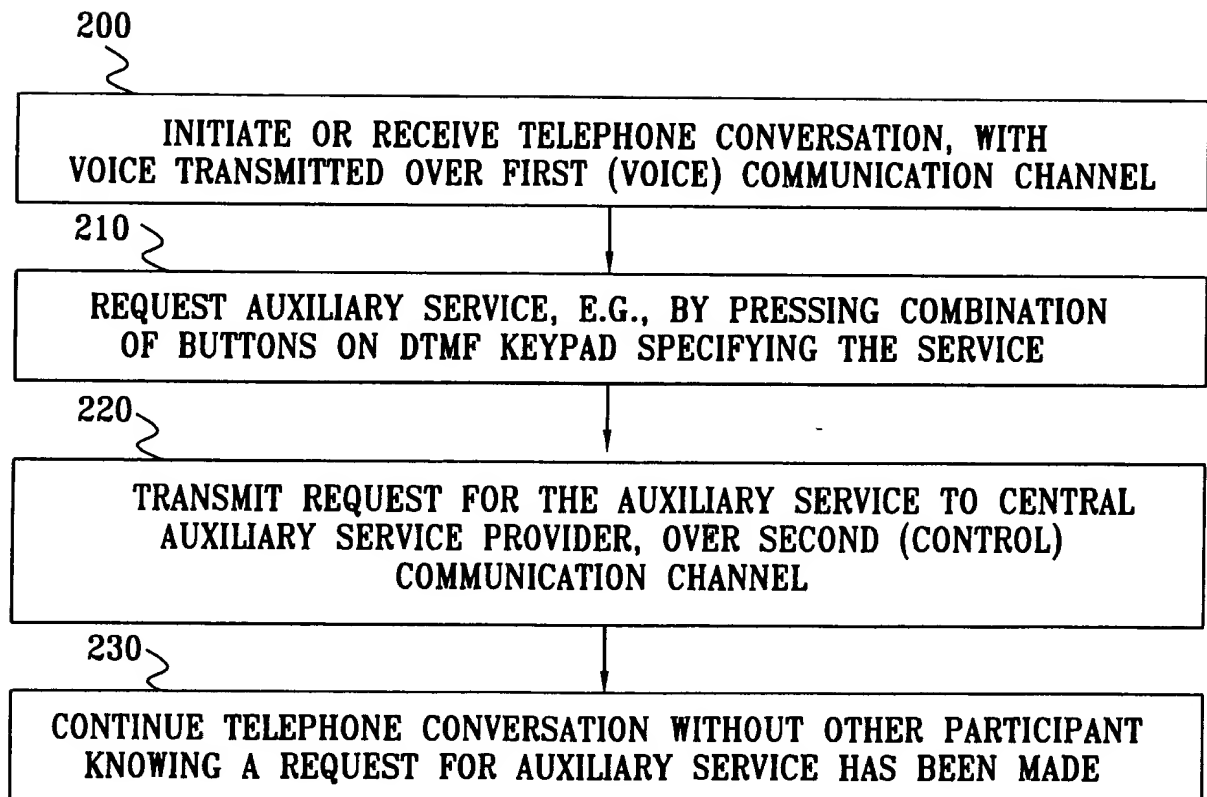 200
INITIATE OR RECEIVE TELEPHONE CONVERSATION, WITH
VOICE TRANSMITTED OVER FIRST (VOICE) COMMUNICATION CHANNEL
210
REQUEST AUXILIARY SERVICE, E.G., BY PRESSING COMBINATION
OF BUTTONS ON DTMF KEYPAD SPECIFYING THE SERVICE
220
TRANSMIT REQUEST FOR THE AUXILIARY SERVICE TO CENTRAL
AUXILIARY SERVICE PROVIDER, OVER SECOND (CONTROL)
COMMUNICATION CHANNEL
230
CONTINUE TELEPHONE CONVERSATION WITHOUT OTHER PARTICIPANT
KNOWING A REQUEST FOR AUXILIARY SERVICE HAS BEEN MADE